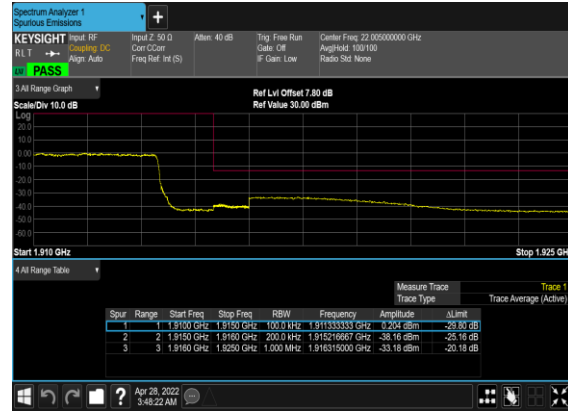 Spectrum Analyzer 1
Spurious Emissions
KEYSIGHT Input: RF Input Z: 50 Ω Atten: 40 dB Trig: Free Run Center Freq: 22.005000000 GHz
RLT Coupling: DC Corr CCorr Gate: Off Avg|Hold: 100/100
Align: Auto Freq Ref: Int (S) IF Gain: Low Radio Std: None
PASS
3 All Range Graph
Ref Lvl Offset 7.80 dB
Scale/Div 10.0 dB Ref Value 30.00 dBm
Log
20.0
10.0
0.00
-10.0
-20.0
-30.0
-40.0
-50.0
-60.0
Start 1.910 GHz Stop 1.925 GH
4 All Range Table
Measure Trace Trace 1
Trace Type Trace Average (Active)
Spur Range Start Freq Stop Freq RBW Frequency Amplitude ΔLimit
1 1 1.9100 GHz 1.9150 GHz 100.0 kHz 1.911333333 GHz 0.204 dBm -29.80 dB
2 2 1.9150 GHz 1.9160 GHz 200.0 kHz 1.915216667 GHz -38.16 dBm -25.16 dB
3 3 1.9160 GHz 1.9250 GHz 1.000 MHz 1.916315000 GHz -33.18 dBm -20.18 dB
? Apr 28, 2022
3:48:22 AM